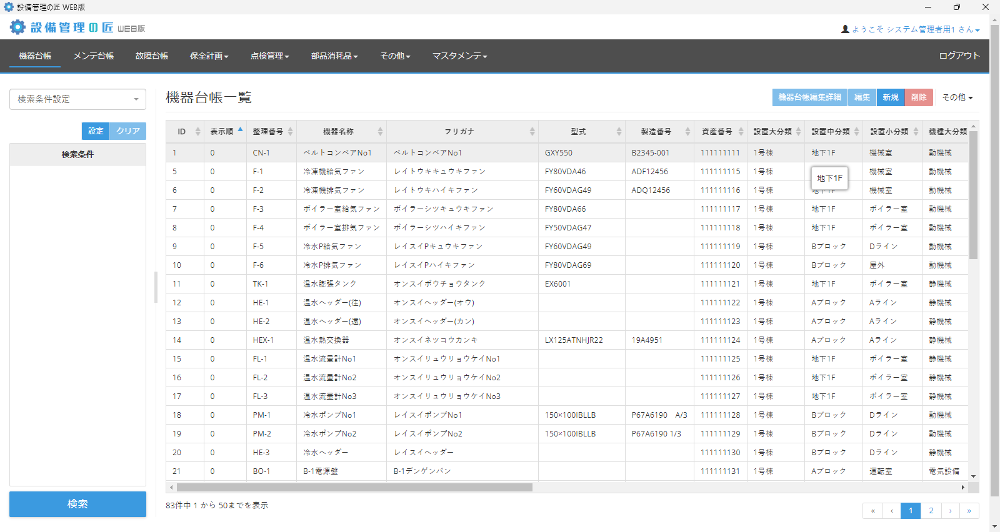 設備管理の匠 WEB版
設備管理の匠 WEB版
ようこそ システム管理者用1 さん
機器台帳 メンテ台帳 故障台帳 保全計画 点検管理 部品消耗品 その他 マスタメンテ ログアウト
検索条件設定
設定 クリア
検索条件
検索
機器台帳一覧
機器台帳編集詳細 編集 新規 削除 その他
ID 表示順 整理番号 機器名称 フリガナ 型式 製造番号 資産番号 設置大分類 設置中分類 設置小分類 機種大分類
1 0 CN-1 ベルトコンベアNo1 ベルトコンベアNo1 GXY550 B2345-001 111111111 1号棟 地下1F 機械室 動機械
5 0 F-1 冷凍機給気ファン レイトウキキュウキファン FY80VDA46 ADF12456 111111115 1号棟 機械室 動機械
地下1F
6 0 F-2 冷凍機排気ファン レイトウキハイキファン FY60VDAG49 ADQ12456 111111116 1号棟 地下1F 機械室 動機械
7 0 F-3 ボイラー室給気ファン ボイラーシツキュウキファン FY80VDA66 111111117 1号棟 地下1F ボイラー室 動機械
8 0 F-4 ボイラー室排気ファン ボイラーシツハイキファン FY50VDAG47 111111118 1号棟 地下1F ボイラー室 動機械
9 0 F-5 冷水P給気ファン レイスイPキュウキファン FY60VDAG49 111111119 1号棟 Bブロック Dライン 動機械
10 0 F-6 冷水P排気ファン レイスイPハイキファン FY80VDAG69 111111120 1号棟 Bブロック 屋外 動機械
11 0 TK-1 温水膨張タンク オンスイボウチョウタンク EX6001 111111121 1号棟 地下1F ボイラー室 静機械
12 0 HE-1 温水ヘッダー(往) オンスイヘッダー(オウ) 111111122 1号棟 Aブロック Aライン 静機械
13 0 HE-2 温水ヘッダー(還) オンスイヘッダー(カン) 111111123 1号棟 Aブロック Aライン 静機械
14 0 HEX-1 温水熱交換器 オンスイネツコウカンキ LX125ATNHJR22 19A4951 111111124 1号棟 Aブロック Aライン 静機械
15 0 FL-1 温水流量計No1 オンスイリュウリョウケイNo1 111111125 1号棟 地下1F ボイラー室 静機械
16 0 FL-2 温水流量計No2 オンスイリュウリョウケイNo2 111111126 1号棟 地下1F ボイラー室 静機械
17 0 FL-3 温水流量計No3 オンスイリュウリョウケイNo3 111111127 1号棟 地下1F ボイラー室 静機械
18 0 PM-1 冷水ポンプNo1 レイスイポンプNo1 150×100IBLLB P67A6190 A/3 111111128 1号棟 Bブロック Dライン 動機械
19 0 PM-2 冷水ポンプNo2 レイスイポンプNo2 150×100IBLLB P67A6190 1/3 111111129 1号棟 Bブロック Dライン 動機械
20 0 HE-3 冷水ヘッダー レイスイヘッダー 111111130 1号棟 Bブロック Dライン 静機械
21 0 BO-1 B-1電源盤 B-1デンゲンバン 111111131 1号棟 Aブロック 運転室 電気設備
83件中 1 から 50までを表示
« ‹ 1 2 › »